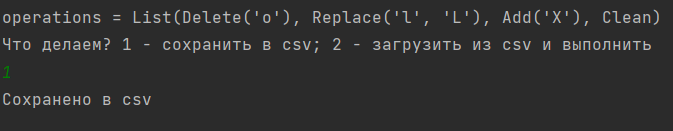 operations = List(Delete('o'), Replace('l', 'L'), Add('X'), Clean)
Что делаем? 1 - сохранить в csv; 2 - загрузить из csv и выполнить
1
Сохранено в csv